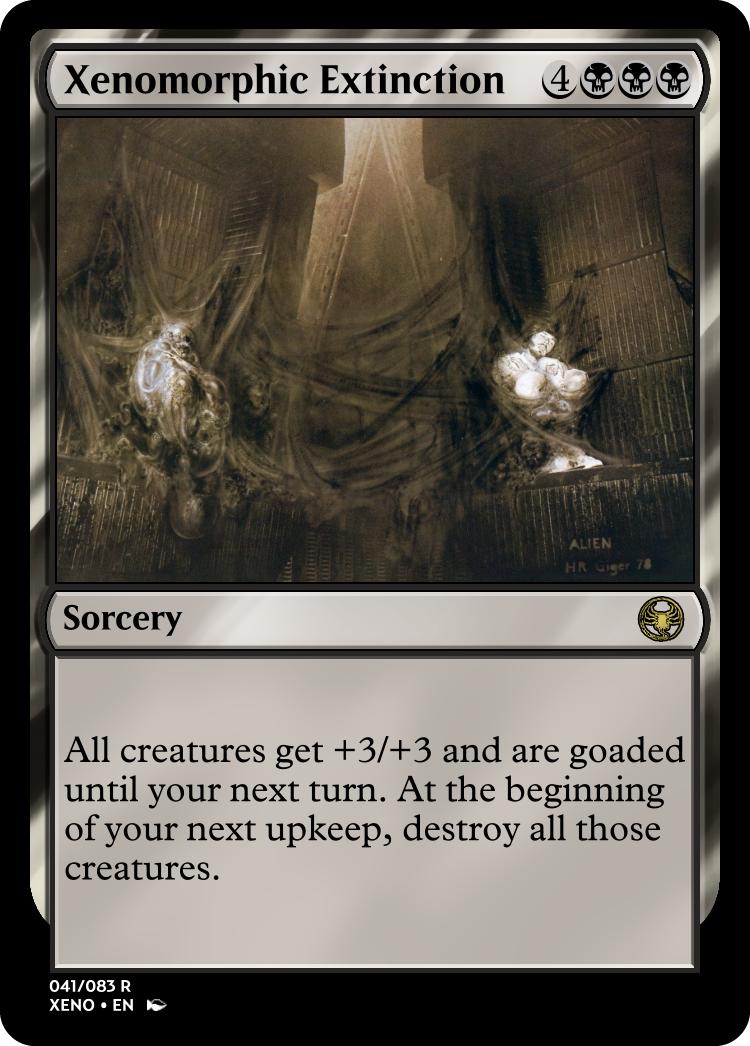 Xenomorphic Extinction 4
ALIEN
HR Giger 78
Sorcery
All creatures get +3/+3 and are goaded
until your next turn. At the beginning
of your next upkeep, destroy all those
creatures.
041/083 R
XENO • EN